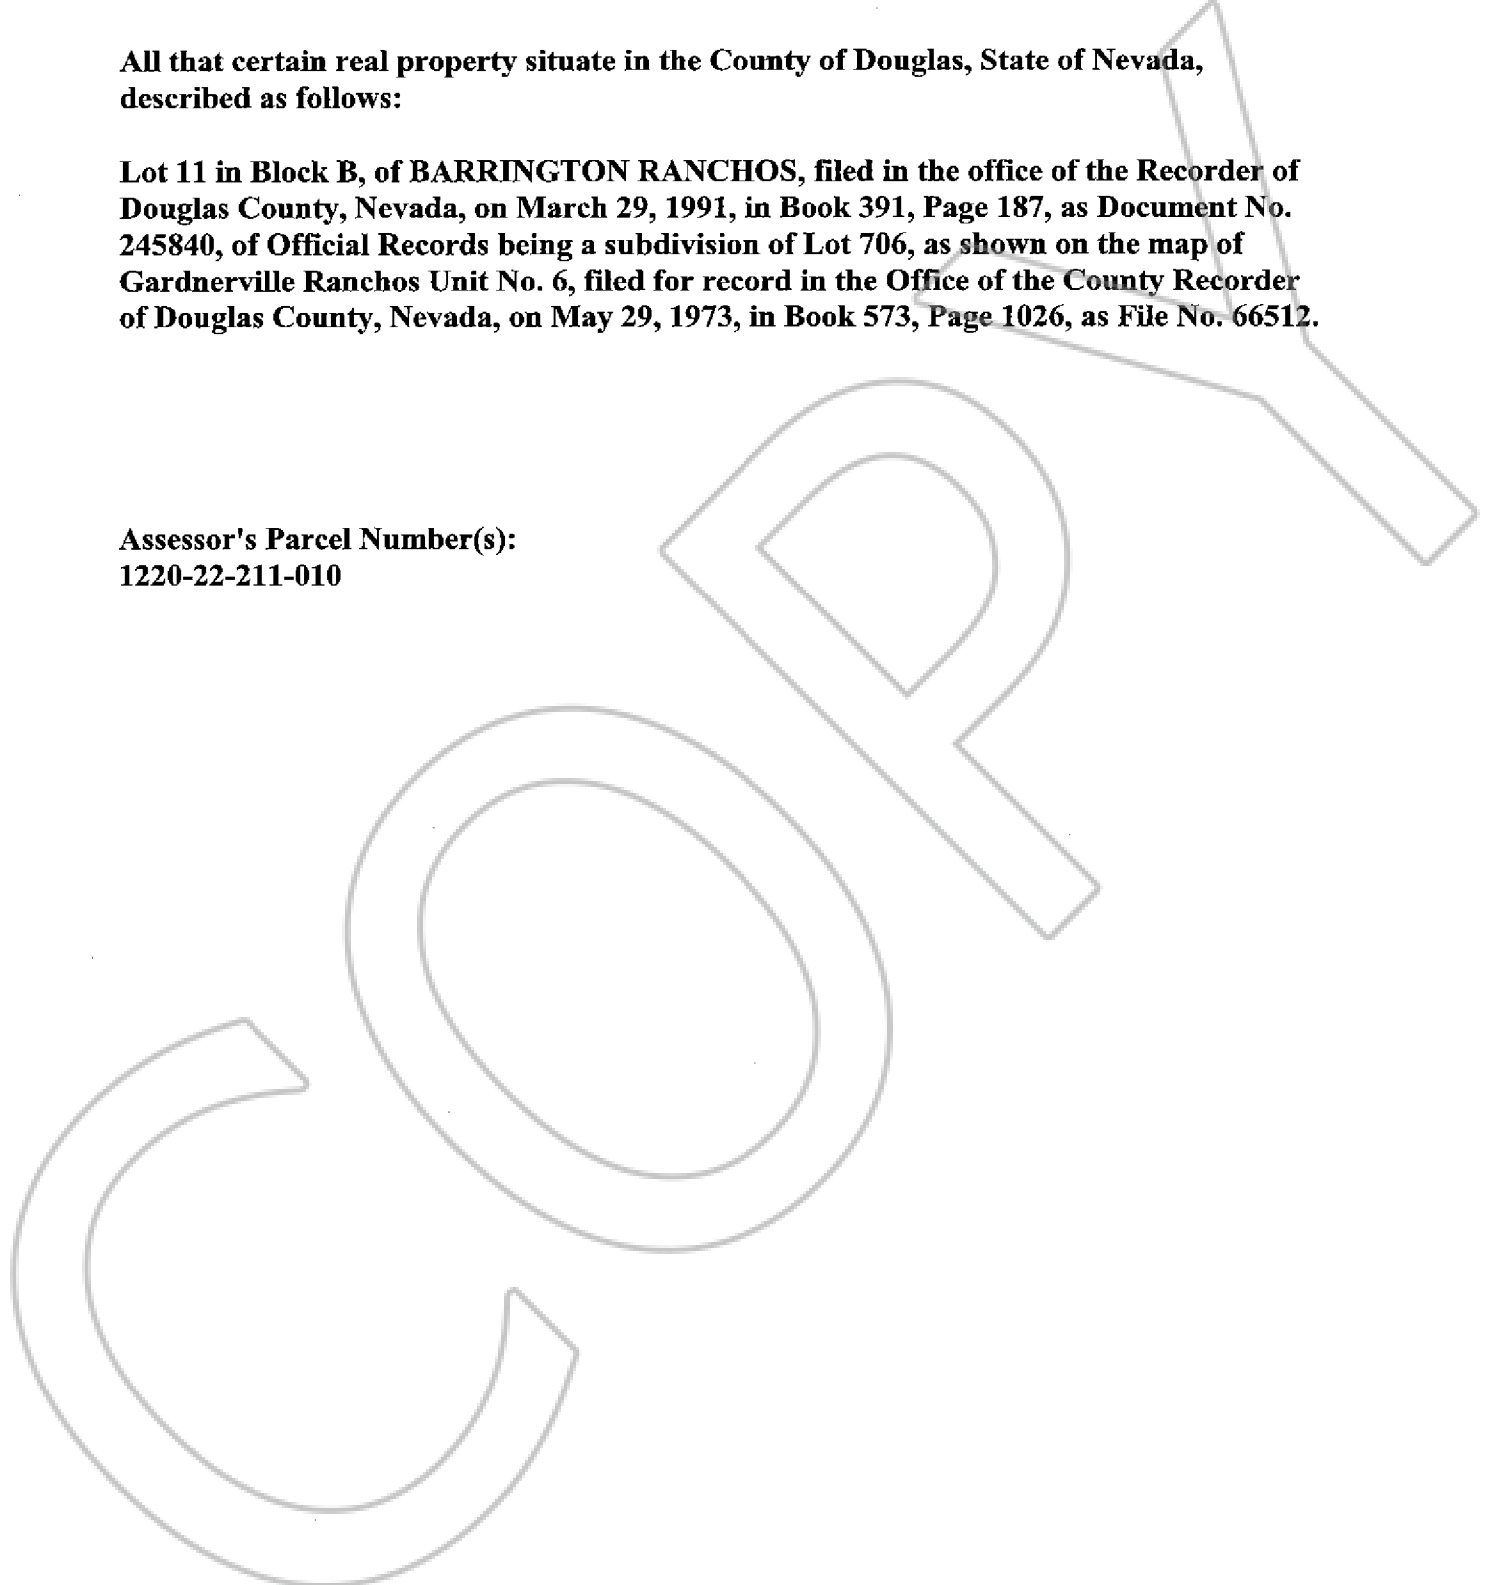 All that certain real property situate in the County of Douglas, State of Nevada,
described as follows:
Lot 11 in Block B, of BARRINGTON RANCHOS, filed in the office of the Recorder of
Douglas County, Nevada, on March 29, 1991, in Book 391, Page 187, as Document No.
245840, of Official Records being a subdivision of Lot 706, as shown on the map of
Gardnerville Ranchos Unit No. 6, filed for record in the Office of the County Recorder
of Douglas County, Nevada, on May 29, 1973, in Book 573, Page 1026, as File No. 66512.
Assessor's Parcel Number(s):
1220-22-211-010
COPY